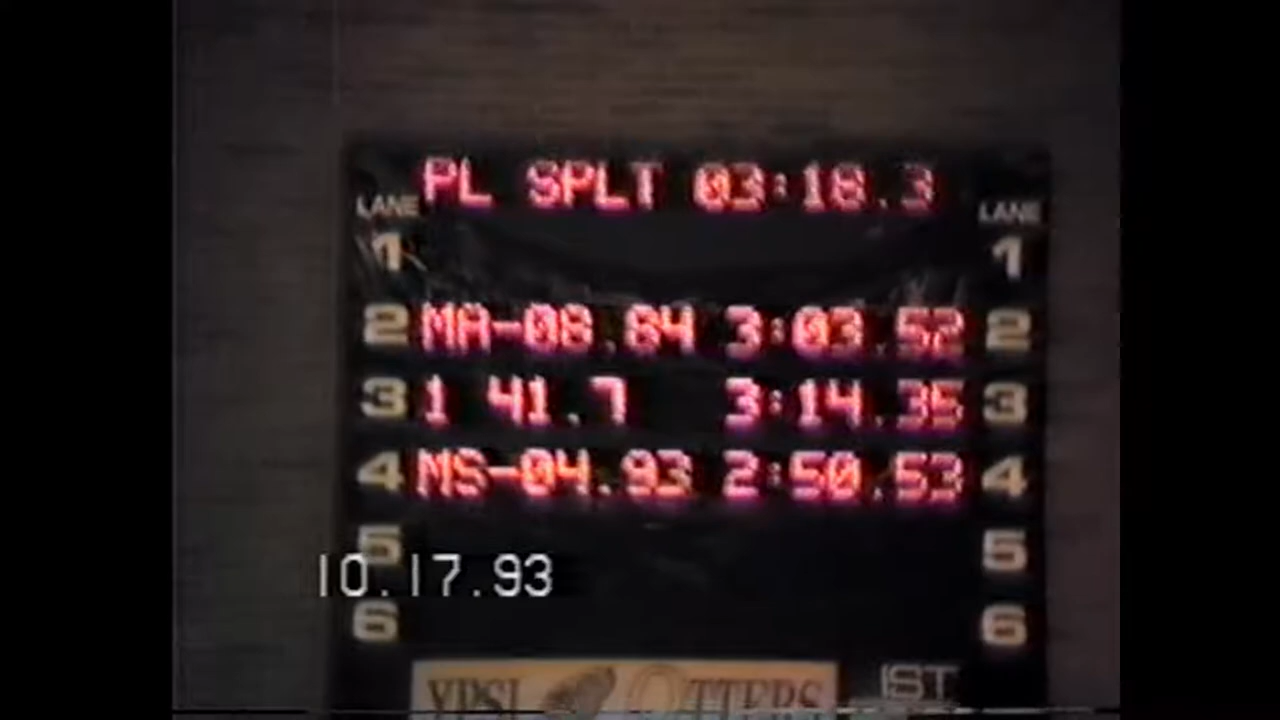 PL SPLT 03:18.3
LANE LANE
1 1
2 MA-08.84 3:03.52 2
3 1 41.7 3:14.35 3
4 MS-04.93 2:50.53 4
5 5
10.17.93
6 6
YPSI OTTERS IST